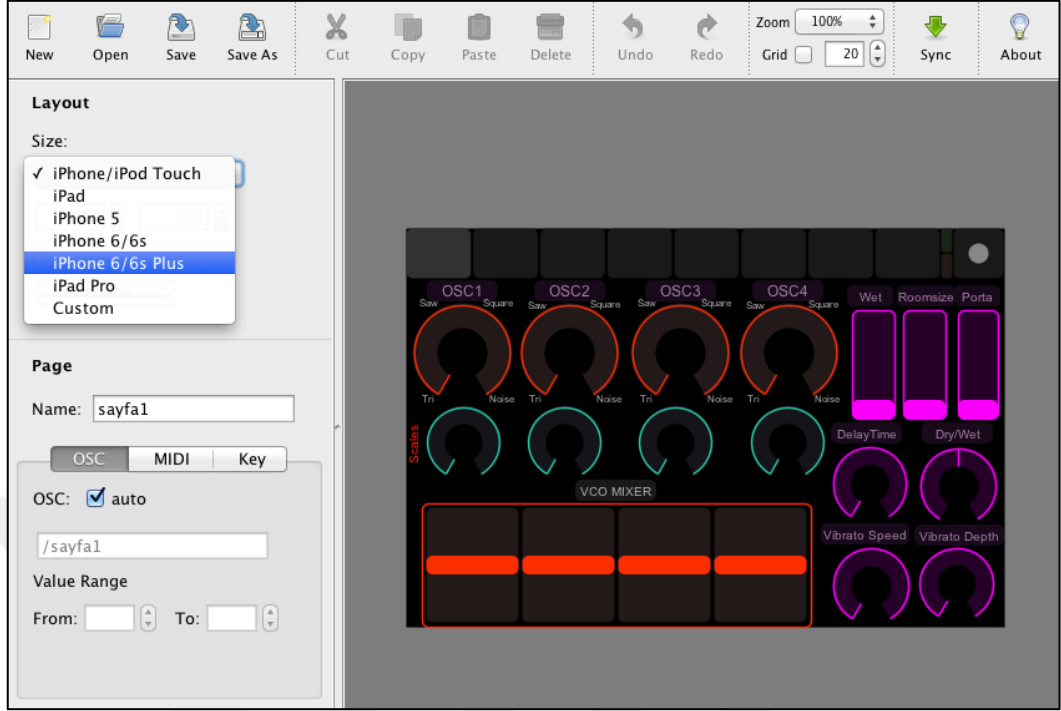 New Open Save Save As Cut Copy Paste Delete Undo Redo Zoom 100% Grid 20 Sync About
Layout
Size:
✓ iPhone/iPod Touch
iPad
320
iPhone 5
iPhone 6/6s
iPhone 6/6s Plus
iPad Pro
Custom
Page
Name: sayfa1
OSC MIDI Key
OSC: auto
/sayfa1
Value Range
From: To:
OSC1 OSC2 OSC3 OSC4
Saw Square Saw Square Saw Square Saw Square
Wet Roomsize Porta
Tri Noise Tri Noise Tri Noise Tri Noise
Scales
DelayTime Dry/Wet
VCO MIXER
Vibrato Speed Vibrato Depth